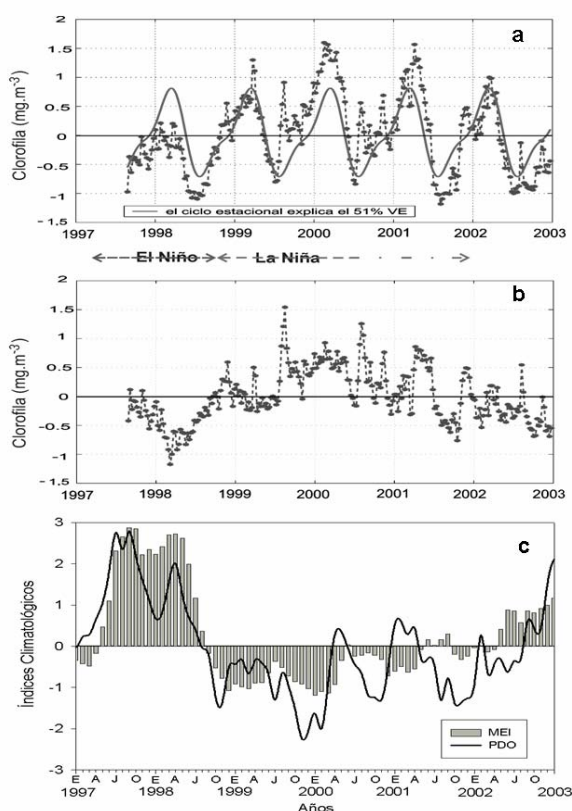 a
Clorofila (mg.m-3)
2
1.5
1
0.5
0
-0.5
-1
-1.5
el ciclo estacional explica el 51% VE
1997 1998 1999 2000 2001 2002 2003
El Niño La Niña
b
Clorofila (mg.m-3)
2
1.5
1
0.5
0
-0.5
-1
-1.5
1997 1998 1999 2000 2001 2002 2003
c
Índices Climatológicos
3
2
1
0
-1
-2
-3
MEI
PDO
E A J O E A J O E A J O E A J O E A J O E A J O
1997 1998 1999 2000 2001 2002 2003
Años